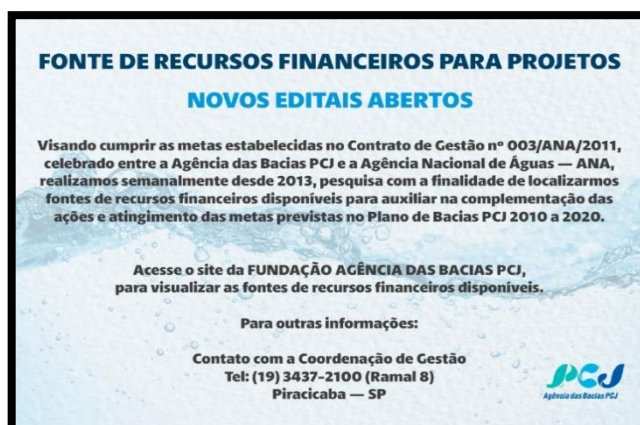 FONTE DE RECURSOS FINANCEIROS PARA PROJETOS
NOVOS EDITAIS ABERTOS
Visando cumprir as metas estabelecidas no Contrato de Gestão nº 003/ANA/2011,
celebrado entre a Agência das Bacias PCJ e a Agência Nacional de Águas — ANA,
realizamos semanalmente desde 2013, pesquisa com a finalidade de localizarmos
fontes de recursos financeiros disponíveis para auxiliar na complementação das
ações e atingimento das metas previstas no Plano de Bacias PCJ 2010 a 2020.
Acesse o site da FUNDAÇÃO AGÊNCIA DAS BACIAS PCJ,
para visualizar as fontes de recursos financeiros disponíveis.
Para outras informações:
Contato com a Coordenação de Gestão
Tel: (19) 3437-2100 (Ramal 8)
Piracicaba — SP
PCJ
Agência das Bacias PCJ